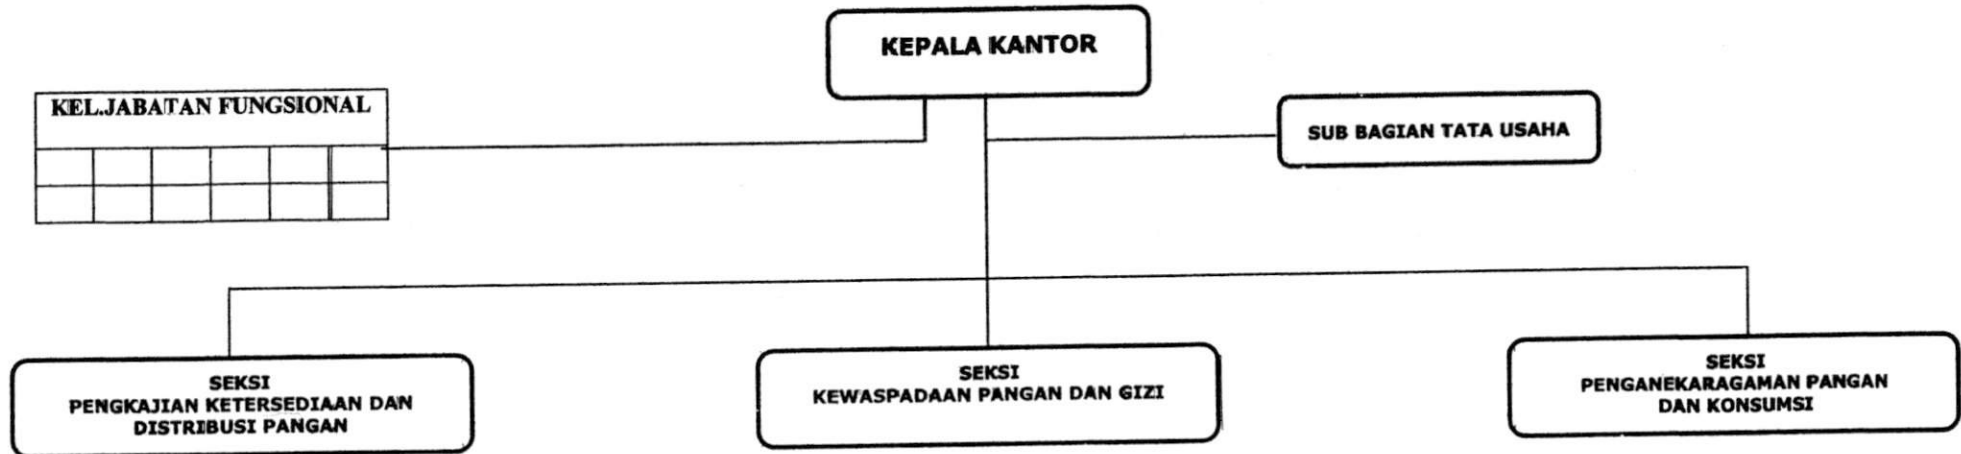 KEPALA KANTOR
KEL.JABATAN FUNGSIONAL
SUB BAGIAN TATA USAHA
SEKSI
PENGKAJIAN KETERSEDIAAN DAN
DISTRIBUSI PANGAN
SEKSI
KEWASPADAAN PANGAN DAN GIZI
SEKSI
PENGANEKARAGAMAN PANGAN
DAN KONSUMSI